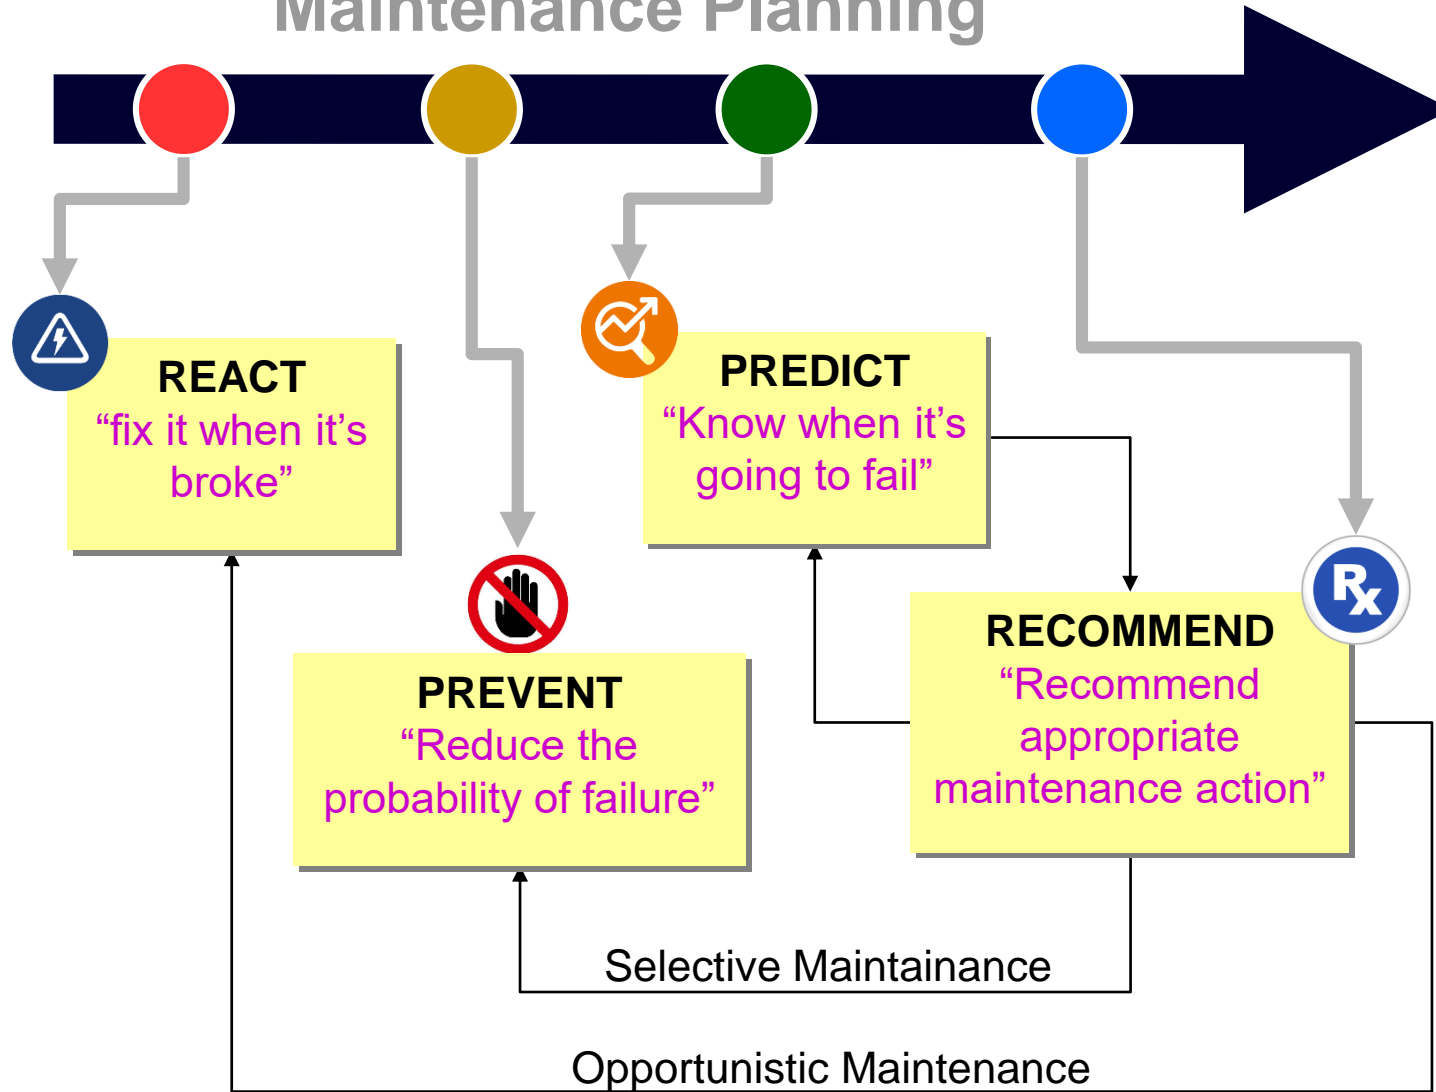 Maintenance Planning
REACT
“fix it when it’s
broke”
PREDICT
“Know when it’s
going to fail”
PREVENT
“Reduce the
probability of failure”
Rx
RECOMMEND
“Recommend
appropriate
maintenance action”
Selective Maintainance
Opportunistic Maintenance